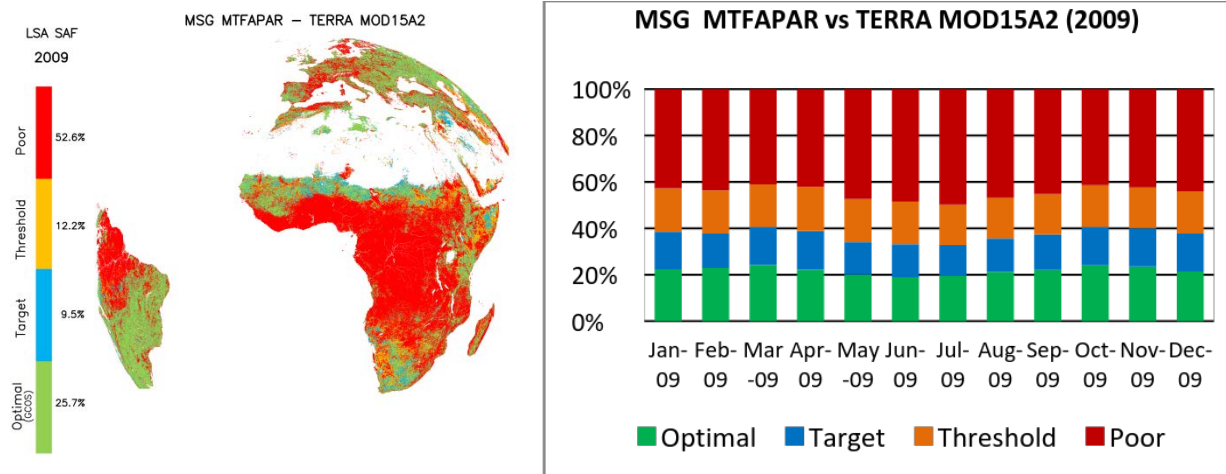 MSG MTFAPAR – TERRA MOD15A2
LSA SAF
2009
Poor
52.6%
Threshold
12.2%
Target
9.5%
Optimal
(GCOS)
25.7%
MSG MTFAPAR vs TERRA MOD15A2 (2009)
100%
80%
60%
40%
20%
0%
Jan- Feb- Mar Apr- May Jun- Jul- Aug- Sep- Oct- Nov- Dec-
09 09 -09 09 -09 09 09 09 09 09 09 09
Optimal Target Threshold Poor